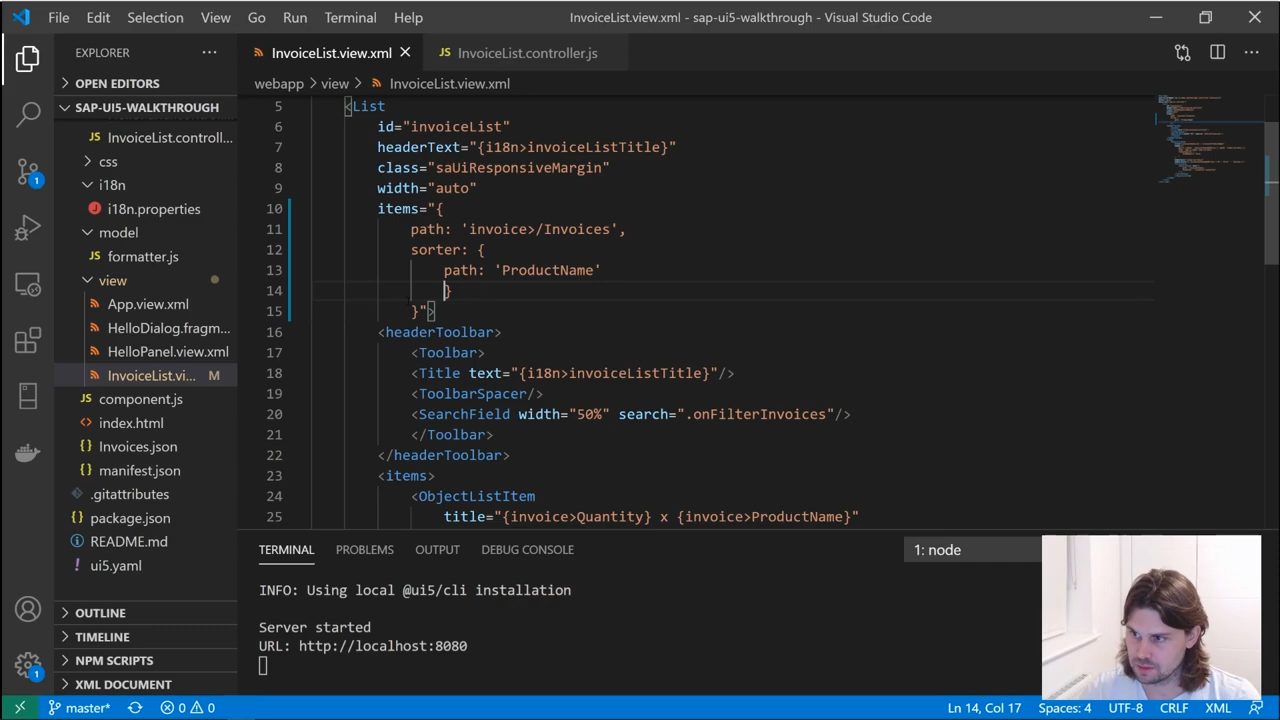 File Edit Selection View Go Run Terminal Help InvoiceList.view.xml - sap-ui5-walkthrough - Visual Studio Code
EXPLORER
InvoiceList.view.xml
JS InvoiceList.controller.js
OPEN EDITORS
webapp > view > InvoiceList.view.xml
SAP-UI5-WALKTHROUGH
JS InvoiceList.controll...
css
i18n
i18n.properties
model
JS formatter.js
view
App.view.xml
HelloDialog.fragm...
HelloPanel.view.xml
InvoiceList.vi... M
JS component.js
<> index.html
{} Invoices.json
{} manifest.json
.gitattributes
package.json
README.md
ui5.yaml
OUTLINE
TIMELINE
NPM SCRIPTS
XML DOCUMENT
1
1
5 <List
6 id="invoiceList"
7 headerText="{i18n>invoiceListTitle}"
8 class="saUiResponsiveMargin"
9 width="auto"
10 items="{
11 path: 'invoice>/Invoices',
12 sorter: {
13 path: 'ProductName'
14 }
15 }">
16 <headerToolbar>
17 <Toolbar>
18 <Title text="{i18n>invoiceListTitle}"/>
19 <ToolbarSpacer/>
20 <SearchField width="50%" search=".onFilterInvoices"/>
21 </Toolbar>
22 </headerToolbar>
23 <items>
24 <ObjectListItem
25 title="{invoice>Quantity} x {invoice>ProductName}"
TERMINAL PROBLEMS OUTPUT DEBUG CONSOLE 1: node
INFO: Using local @ui5/cli installation
Server started
URL: http://localhost:8080
master* 0 0 Ln 14, Col 17 Spaces: 4 UTF-8 CRLF XML